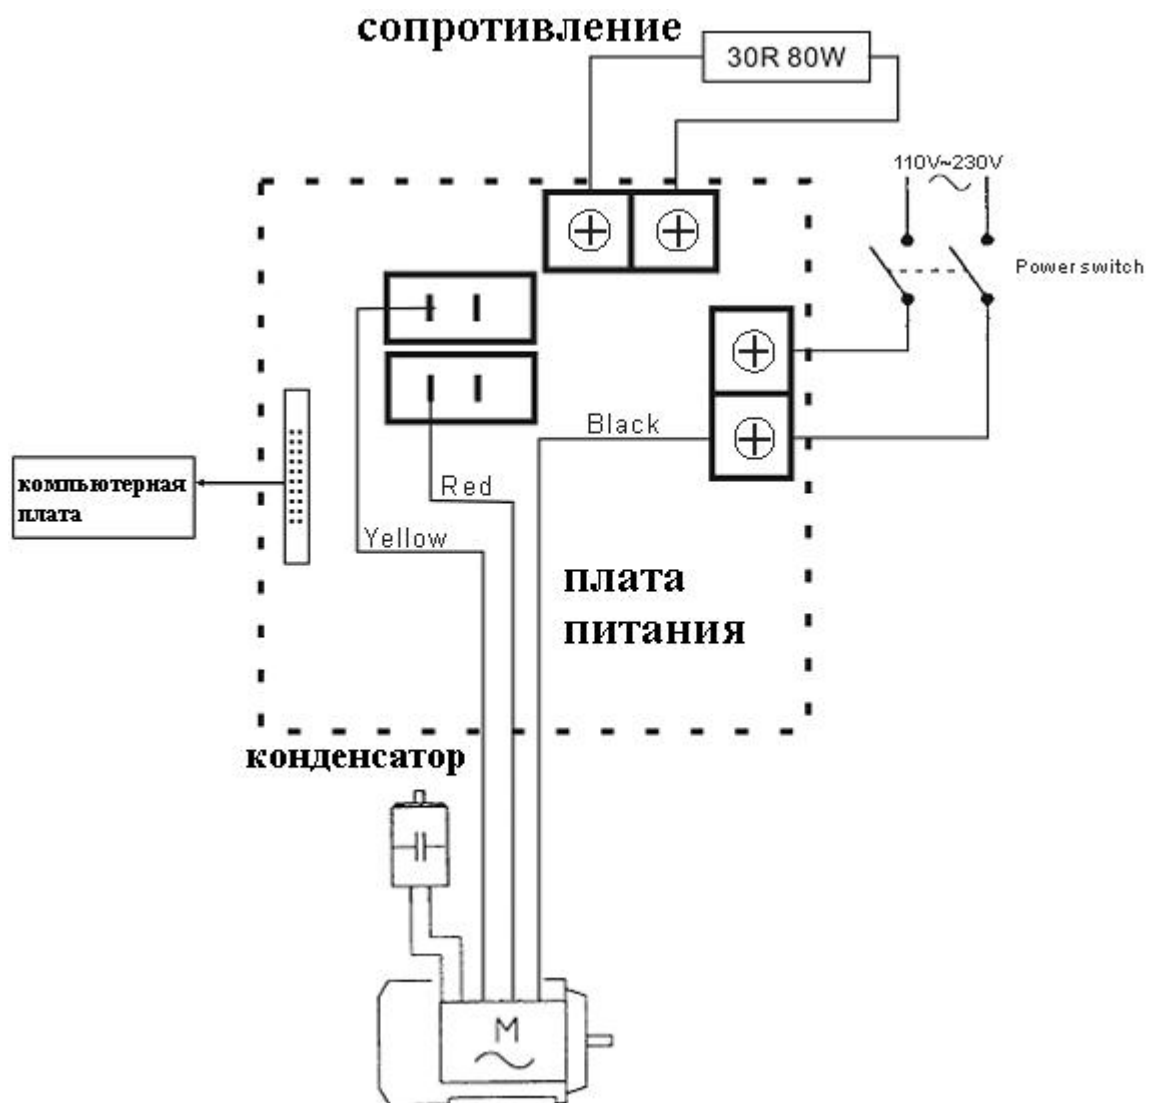 сопротивление
30R 80W
110V~230V
Power switch
Black
Red
компьютерная
плата
Yellow
плата
питания
конденсатор
M